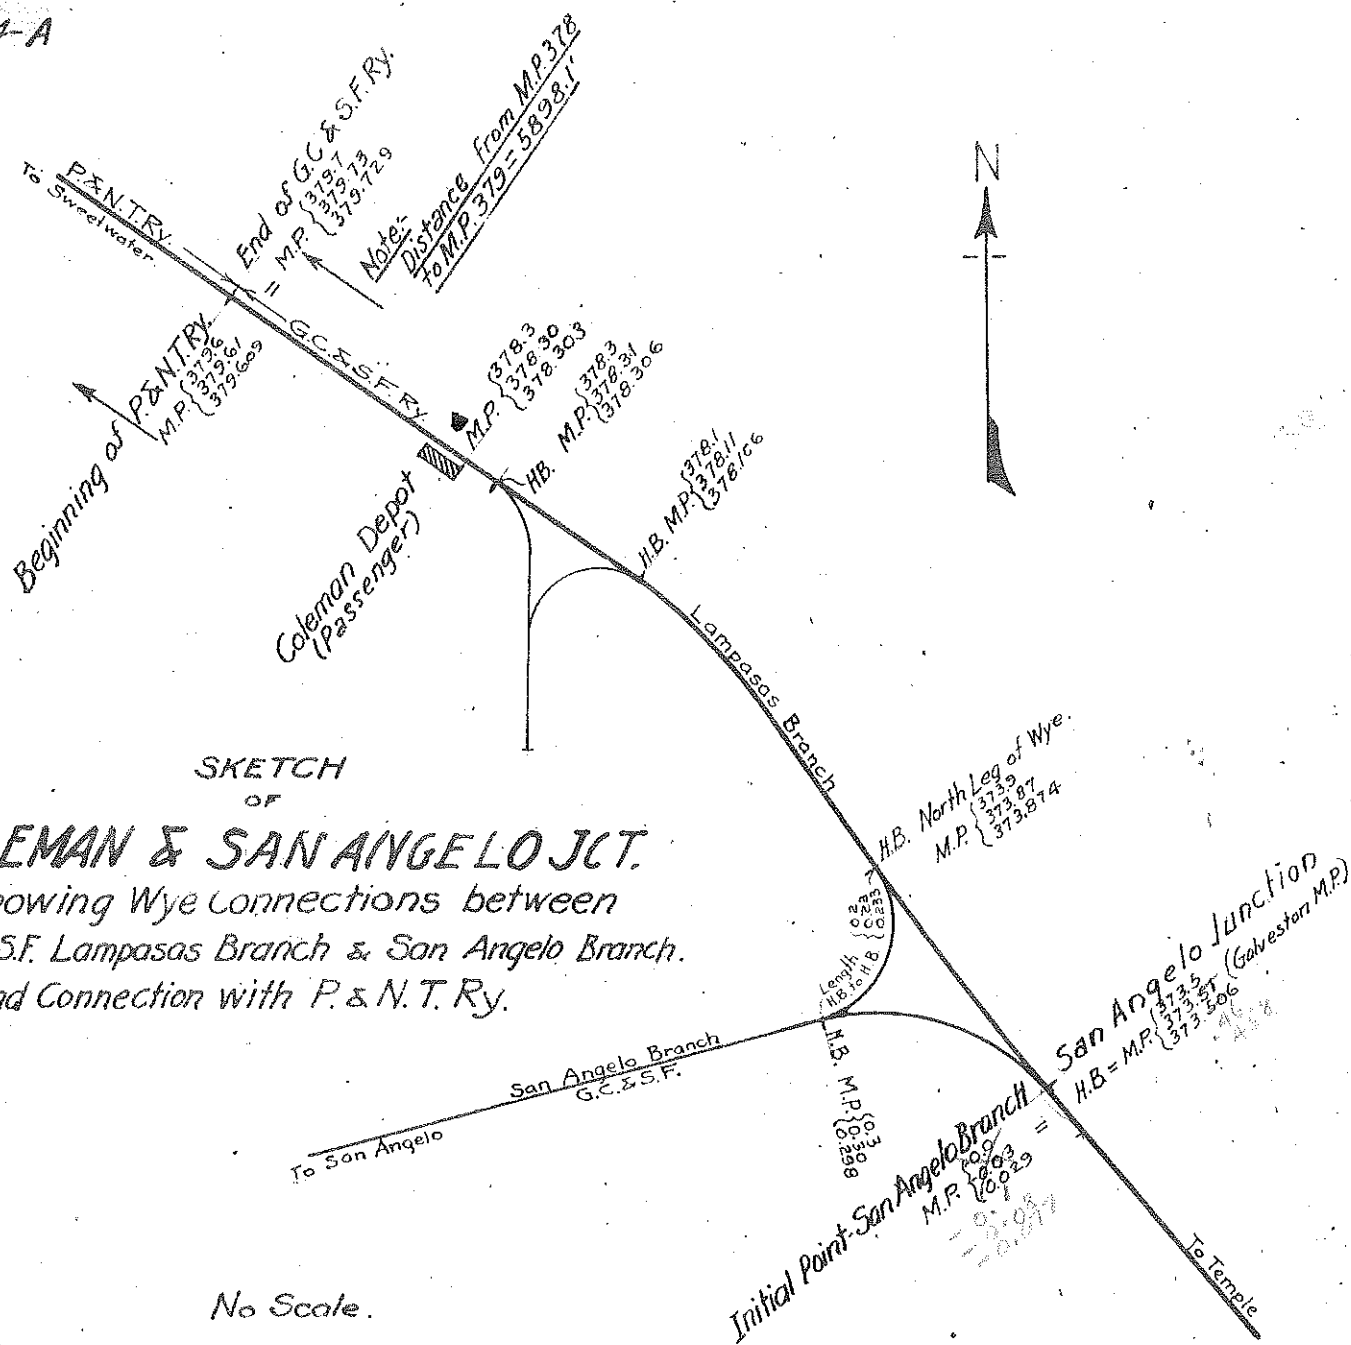 -A
N
P.&N.T.Ry.
To Sweetwater.
End of G.C.& S.F.Ry.
= M.P. {379.7
379.73
379.729
Note:-
Distance from M.P.378
to M.P.379=5898.1'
Beginning of P.&N.T.Ry.
M.P. {379.6
379.61
379.609
G.C.&S.F. Ry.
M.P. {378.3
378.30
378.303
H.B. M.P. {378.3
378.31
378.306
H.B. M.P. {378.1
378.11
378.106
Coleman Depot
(Passenger)
Lampasas Branch
SKETCH
OF
EMAN & SAN ANGELO JCT.
owing Wye Connections between
S.F. Lampasas Branch & San Angelo Branch.
nd Connection with P.&N.T.Ry.
H.B. North Leg of Wye.
M.P. {373.9
373.87
373.874
Length
H.B. to H.B. {0.2
0.23
0.233
San Angelo Junction
H.B.=M.P. {373.5 (Galveston M.P.)
373.51
373.506
H.B. M.P. {0.3
0.30
0.298
San Angelo Branch
G.C.&S.F.
To San Angelo
Initial Point-San Angelo Branch =
M.P. {0.0
0.03
0.029
To Temple
No Scale.